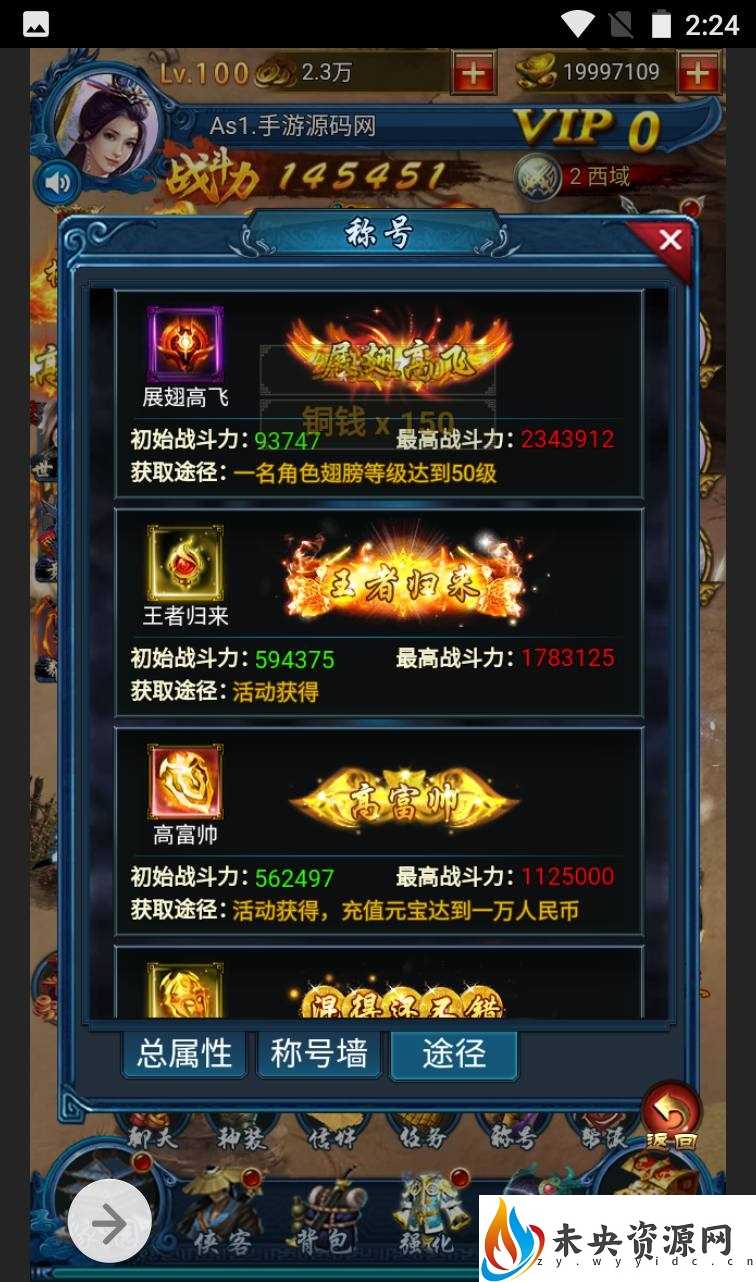 2:24
Lv.100 2.3万 19997109
As1.手游源码网 VIP 0
战斗力 145451 2 西域
称号
展翅高飞
展翅高飞
铜钱 x 150
初始战斗力：93747 最高战斗力：2343912
获取途径：一名角色翅膀等级达到50级
王者归来
王者归来
初始战斗力：594375 最高战斗力：1783125
获取途径：活动获得
高富帅
高富帅
初始战斗力：562497 最高战斗力：1125000
获取途径：活动获得，充值元宝达到一万人民币
混得还不错
总属性 称号墙 途径
聊天 神装 信件 任务 称号 返回
侠客 背包 强化
未央资源网
zy.wyyidc.cn